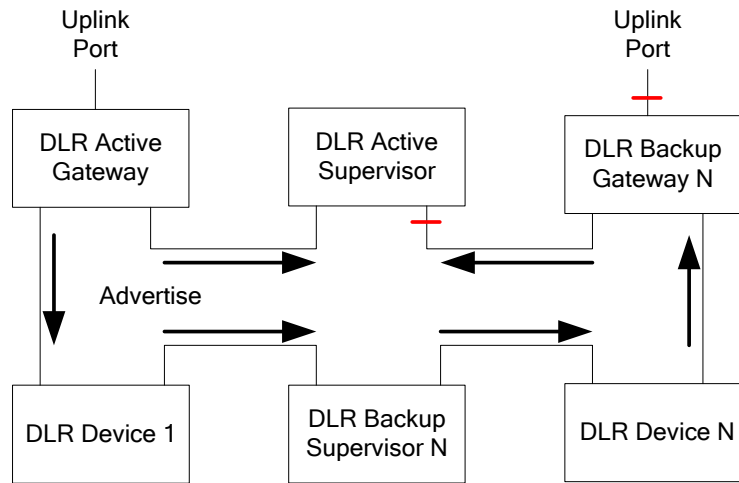 Uplink
Port
Uplink
Port
DLR Active
Gateway
DLR Active
Supervisor
DLR Backup
Gateway N
Advertise
DLR Device 1
DLR Backup
Supervisor N
DLR Device N